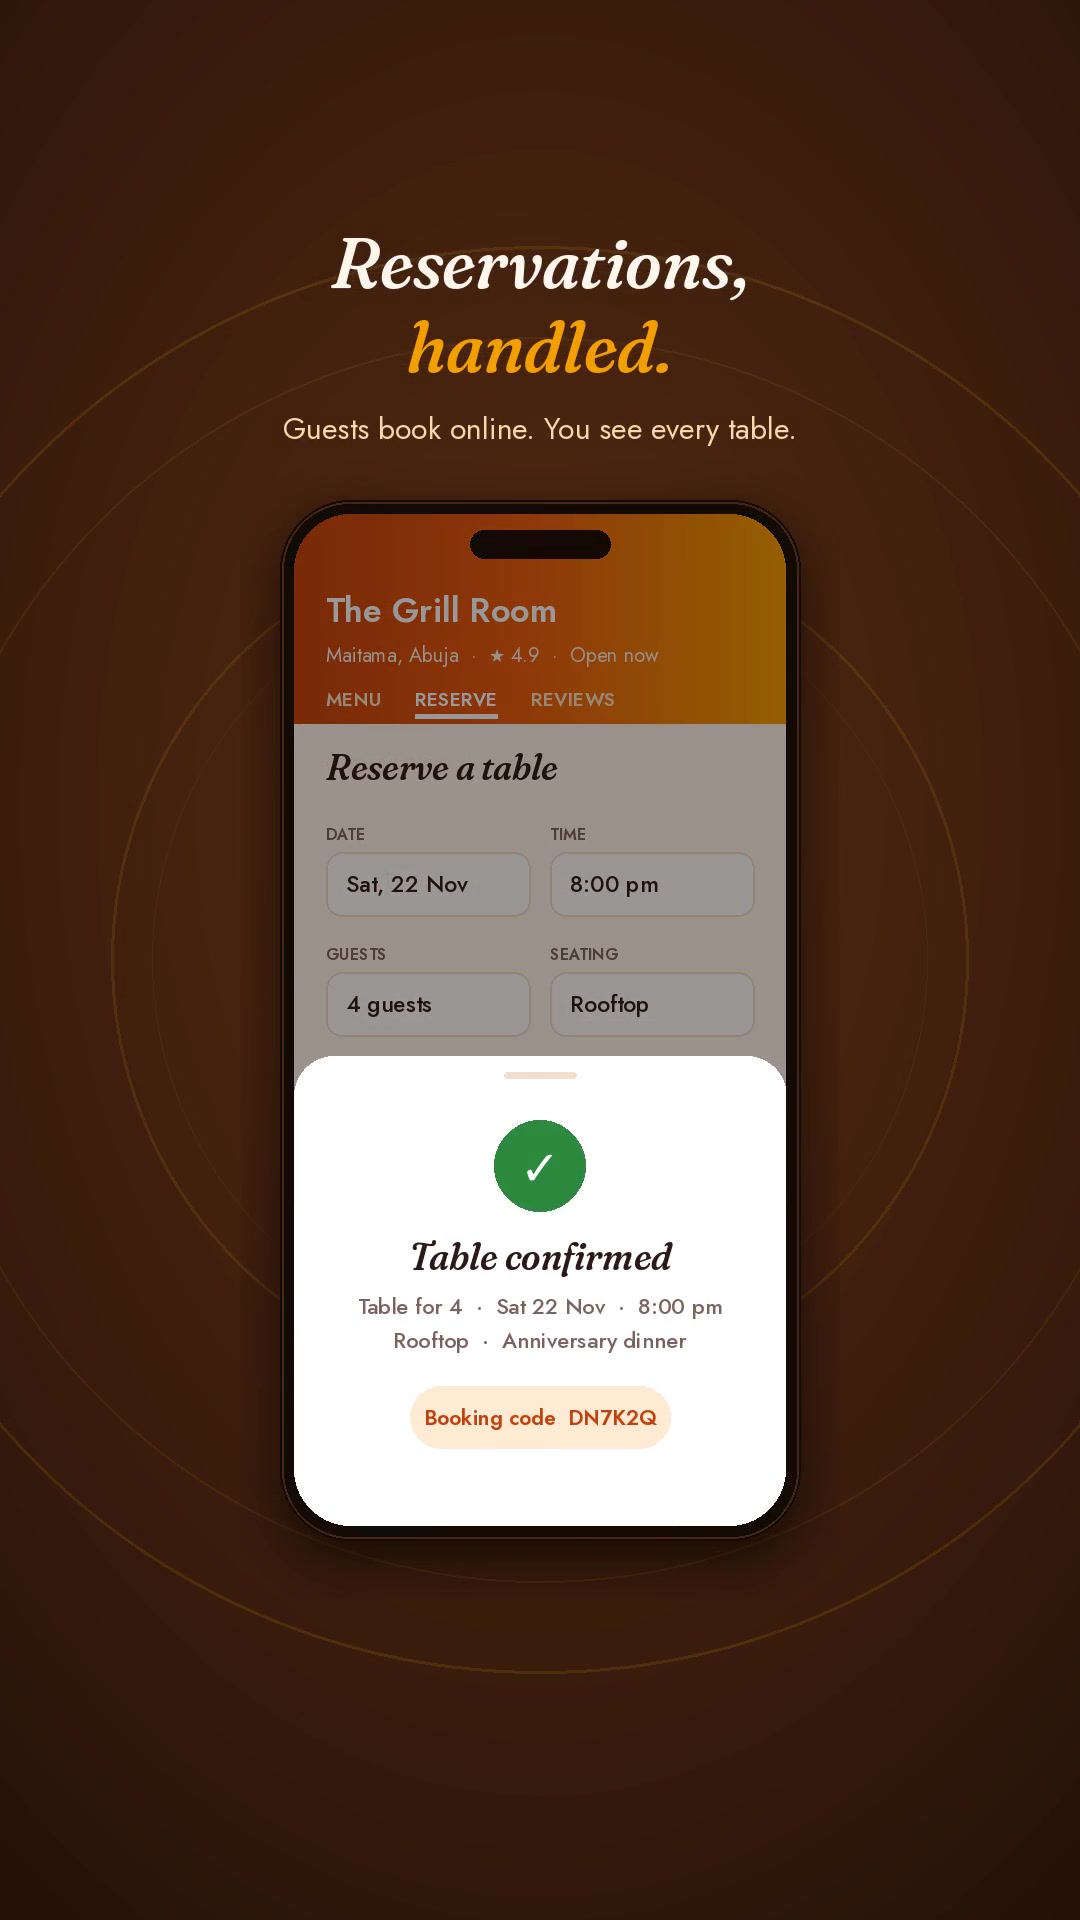 Reservations,
handled.
Guests book online. You see every table.
The Grill Room
Maitama, Abuja · ★ 4.9 · Open now
MENU RESERVE REVIEWS
Reserve a table
DATE TIME
Sat, 22 Nov 8:00 pm
GUESTS SEATING
4 guests Rooftop
✓
Table confirmed
Table for 4 · Sat 22 Nov · 8:00 pm
Rooftop · Anniversary dinner
Booking code DN7K2Q